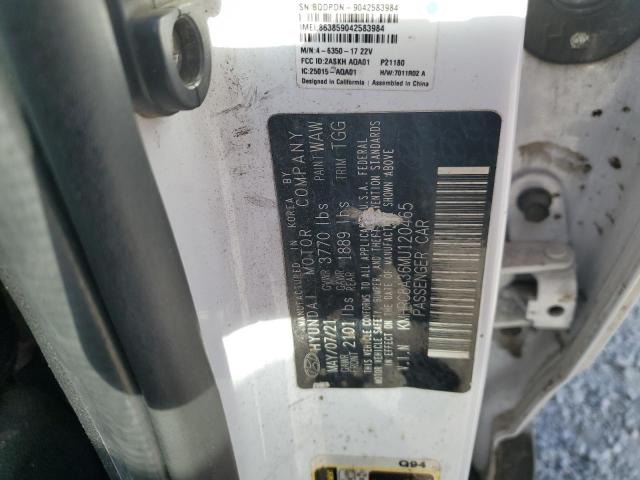 SN BQDPDN - 9042583984
IMEI 863859042583984
M/N:4 -6350 -17 22V
FCC ID:2ASKH AQA01 P21180
IC:25015-AQA01 H/W:7011R02 A
Designed in California | Assembled in China
MANUFACTURED IN KOREA BY
HYUNDAI MOTOR COMPANY
MAY/07/21 GVWR 3770 lbs PAINT WAW
GAWR FRONT 2101 lbs GAWR REAR 1889 lbs TRIM TGG
THIS VEHICLE CONFORMS TO ALL APPLICABLE U.S.A. FEDERAL
MOTOR VEHICLE SAFETY AND THEFT PREVENTION STANDARDS
IN EFFECT ON THE DATE OF MANUFACTURE SHOWN ABOVE
V.I.N
PASSENGER CAR
Q94